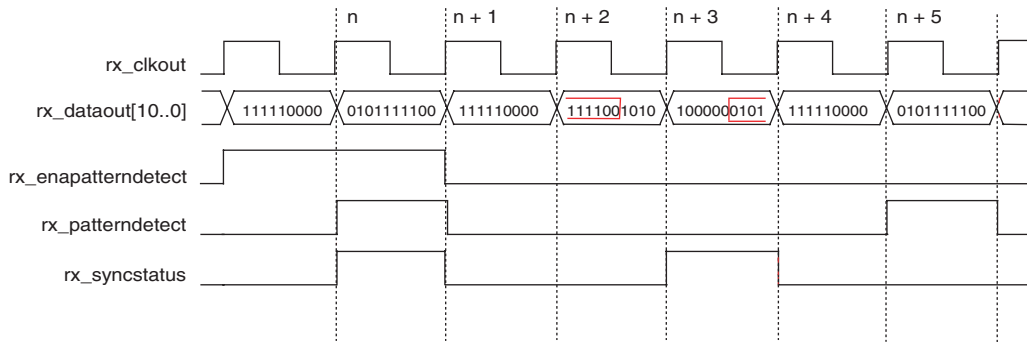 n n + 1 n + 2 n + 3 n + 4 n + 5
rx_clkout
rx_dataout[10..0] 111110000 0101111100 111110000 1111001010 1000000101 111110000 0101111100
rx_enapatterndetect
rx_patterndetect
rx_syncstatus